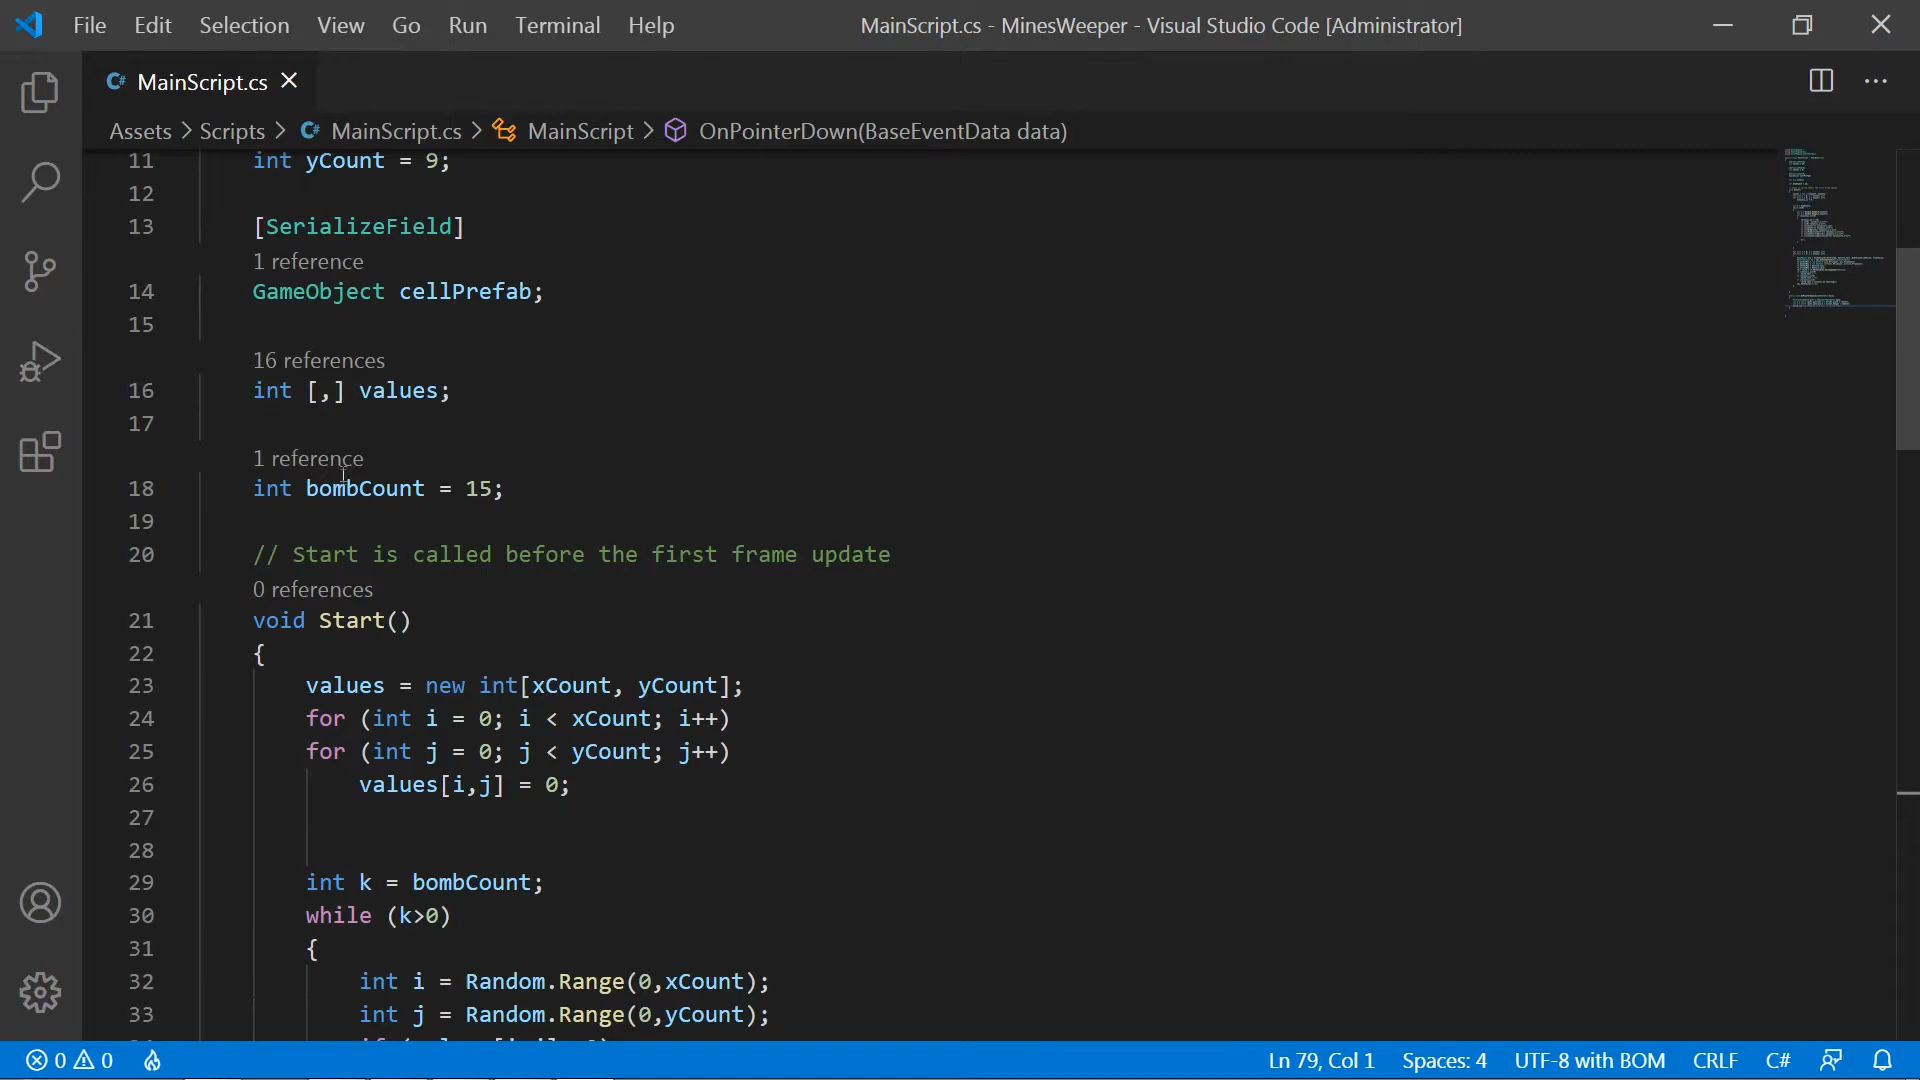 File Edit Selection View Go Run Terminal Help MainScript.cs - MinesWeeper - Visual Studio Code [Administrator]
C# MainScript.cs
Assets > Scripts > C# MainScript.cs > MainScript > OnPointerDown(BaseEventData data)
11 int yCount = 9;
12
13 [SerializeField]
1 reference
14 GameObject cellPrefab;
15
16 references
16 int [,] values;
17
1 reference
18 int bombCount = 15;
19
20 // Start is called before the first frame update
0 references
21 void Start()
22 {
23 values = new int[xCount, yCount];
24 for (int i = 0; i < xCount; i++)
25 for (int j = 0; j < yCount; j++)
26 values[i,j] = 0;
27
28
29 int k = bombCount;
30 while (k>0)
31 {
32 int i = Random.Range(0,xCount);
33 int j = Random.Range(0,yCount);
0 0 Ln 79, Col 1 Spaces: 4 UTF-8 with BOM CRLF C#